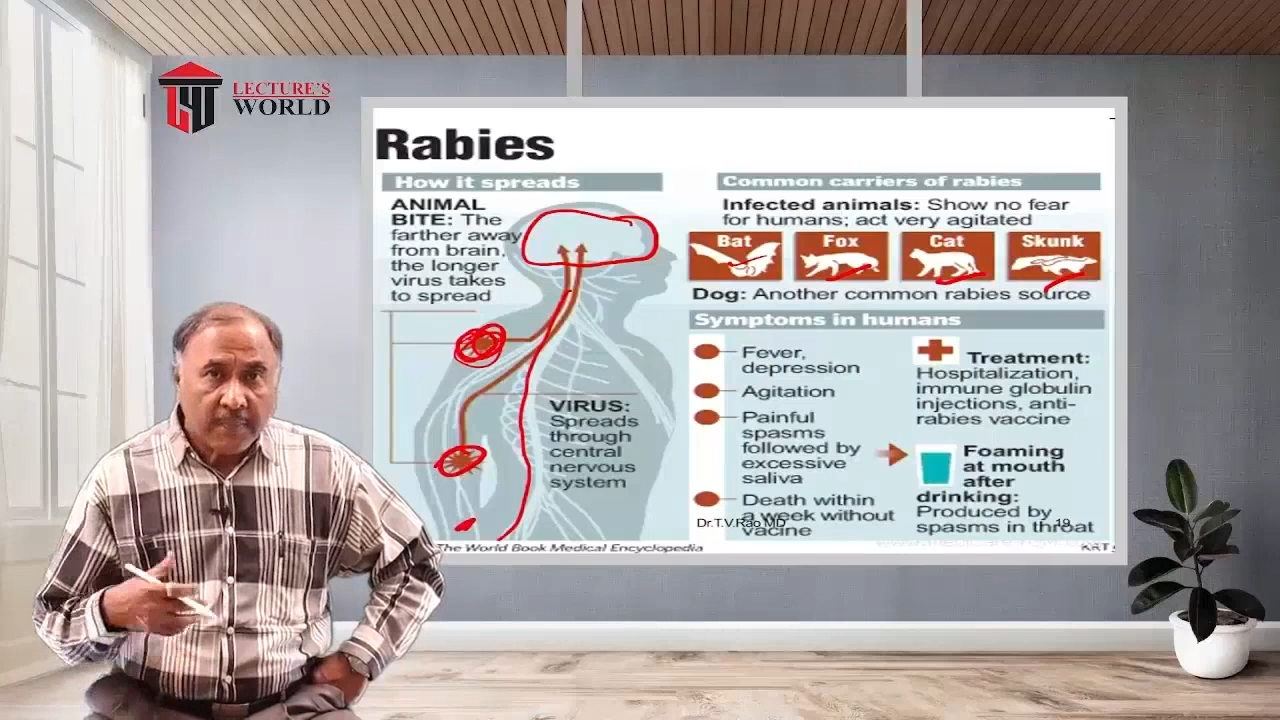 LECTURE'S
WORLD
Rabies
How it spreads
ANIMAL
BITE: The
farther away
from brain,
the longer
virus takes
to spread
VIRUS:
Spreads
through
central
nervous
system
The World Book Medical Encyclopedia
Common carriers of rabies
Infected animals: Show no fear
for humans; act very agitated
Bat
Fox
Cat
Skunk
Dog: Another common rabies source
Symptoms in humans
Fever,
depression
Agitation
Painful
spasms
followed by
excessive
saliva
Death within
a week without
vacine
Treatment:
Hospitalization,
immune globulin
injections, anti-
rabies vaccine
Foaming
at mouth
after
drinking:
Produced by
spasms in throat
Dr.T.V.Rao MD
19
KRT